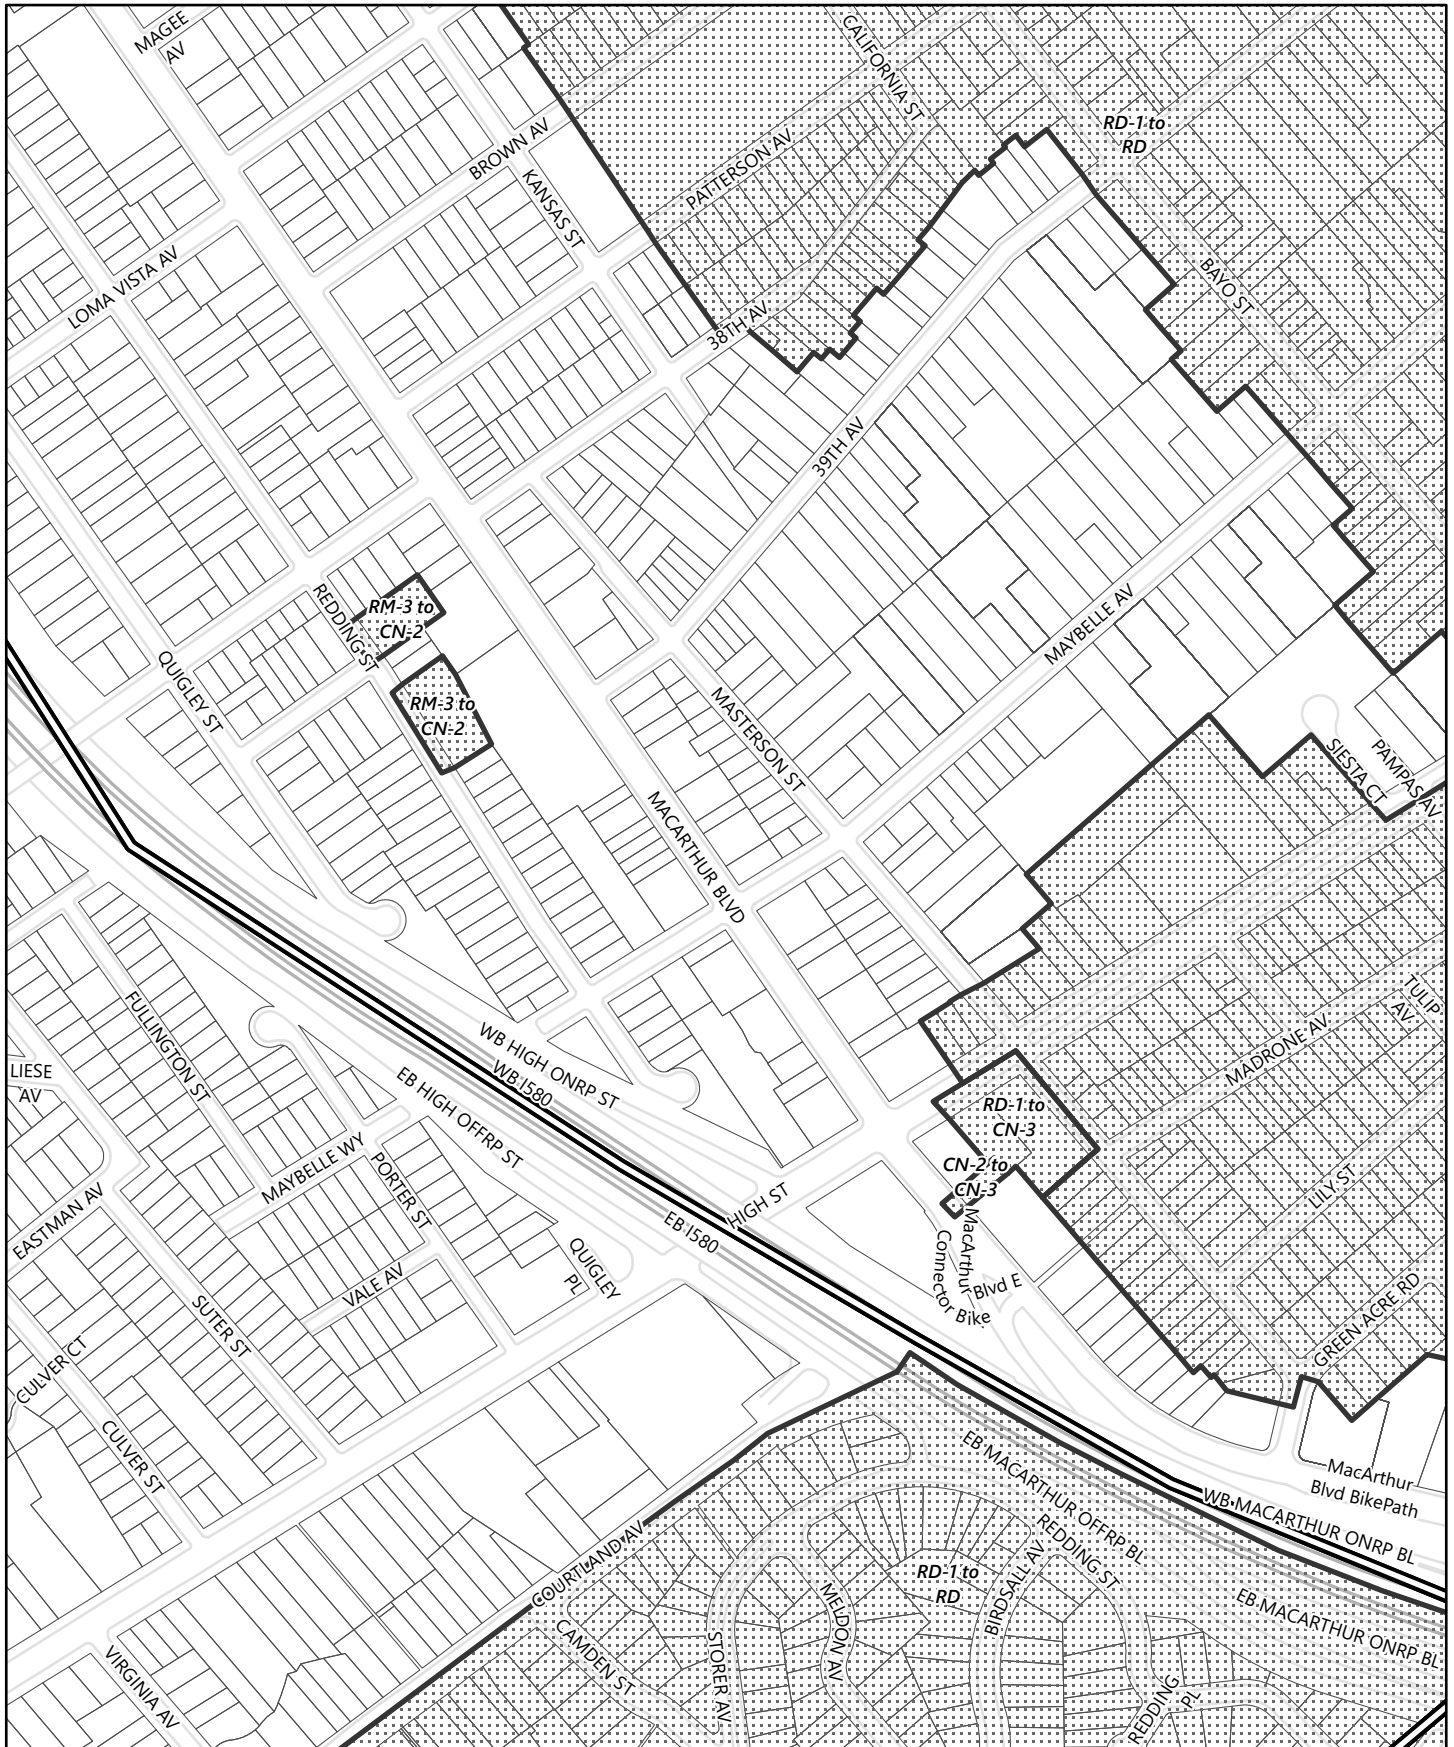 MAGEE
AV
CALIFORNIA ST
RD-1 to
RD
BROWN AV
PATTERSON AV
KANSAS ST
LOMA VISTA AV
BAYO ST
38TH AV
39TH AV
REDDING ST
RM-3 to
CN-2
MAYBELLE AV
QUIGLEY ST
RM-3 to
CN-2
MASTERSON ST
SIESTA CT
PAMPAS AV
MACARTHUR BLVD
FULLINGTON ST
TULIP
AV
WB HIGH ONRP ST
WB I580
MADRONE AV
LIESE
AV
EB HIGH OFFRP ST
RD-1 to
CN-3
MAYBELLE WY
PORTER ST
CN-2 to
CN-3
EASTMAN AV
HIGH ST
LILY ST
EB I580
MacArthur
Blvd E
Connector
Bike
QUIGLEY
PL
VALE AV
SUTER ST
GREEN ACRE RD
CULVER CT
CULVER ST
EB MACARTHUR OFFRP BL
MacArthur
Blvd BikePath
WB MACARTHUR ONRP BL
COURTLAND AV
REDDING ST
RD-1 to
RD
BIRDSALL AV
MELDON AV
EB MACARTHUR ONRP BL
CAMDEN ST
STORER AV
VIRGINIA AV
REDDING
PL